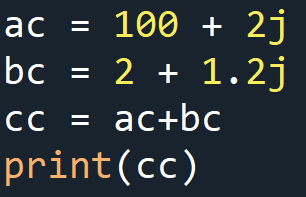 ac = 100 + 2j
bc = 2 + 1.2j
cc = ac+bc
print(cc)